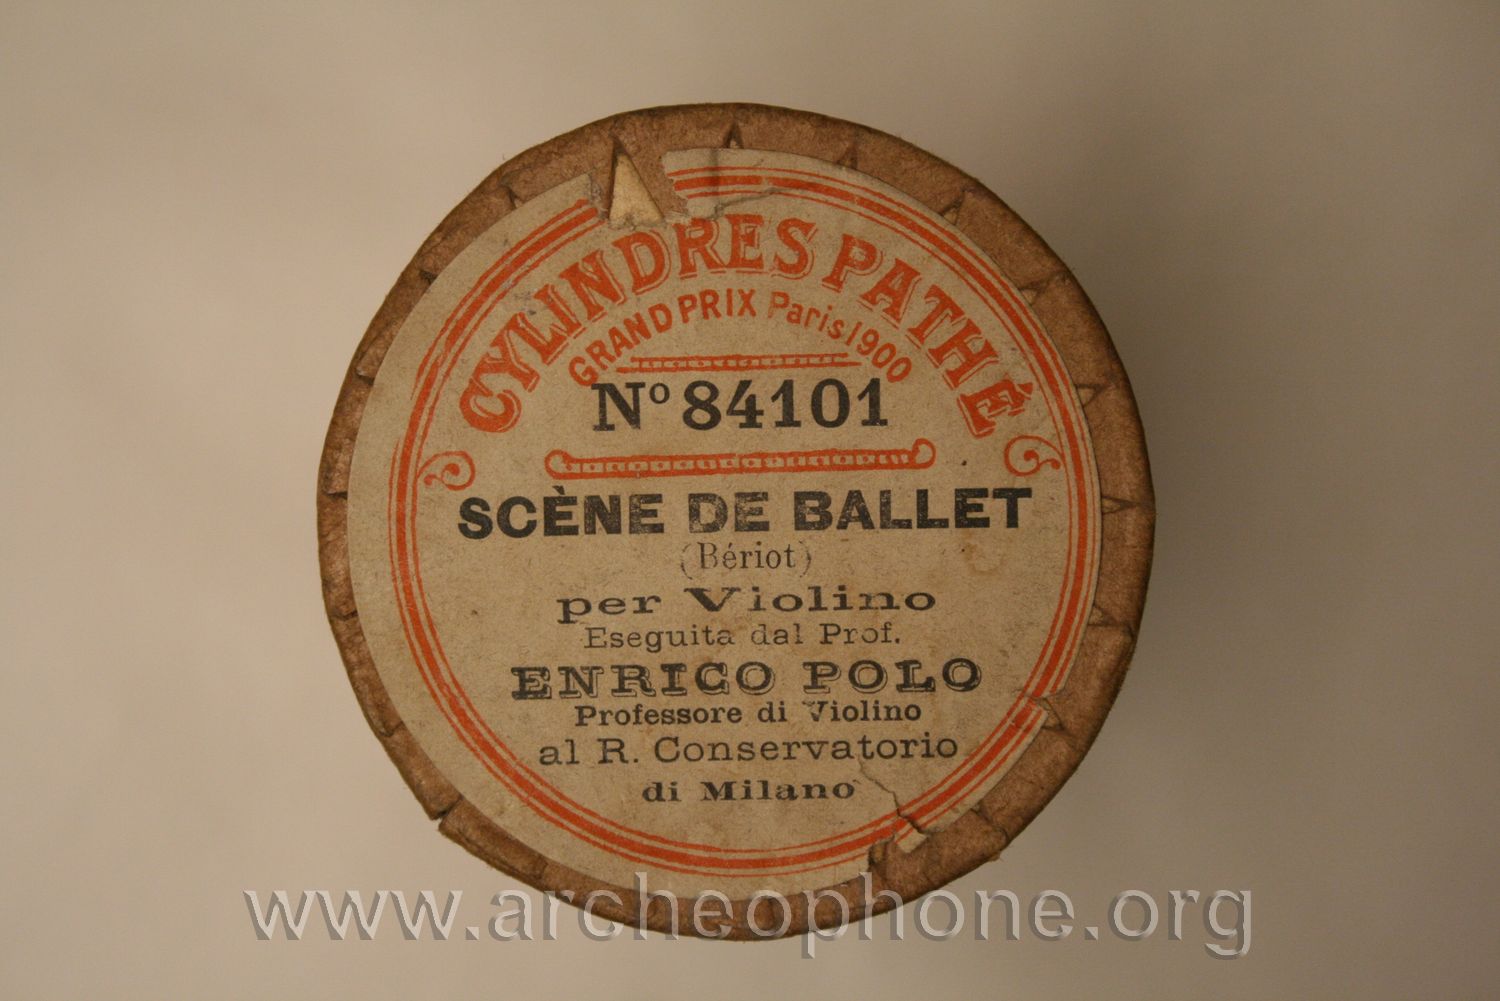 CYLINDRES PATHÉ
GRAND PRIX Paris 1900
Nº 84101
SCÈNE DE BALLET
(Bériot)
per Violino
Eseguita dal Prof.
ENRICO POLO
Professore di Violino
al R. Conservatorio
di Milano
www.archeophone.org